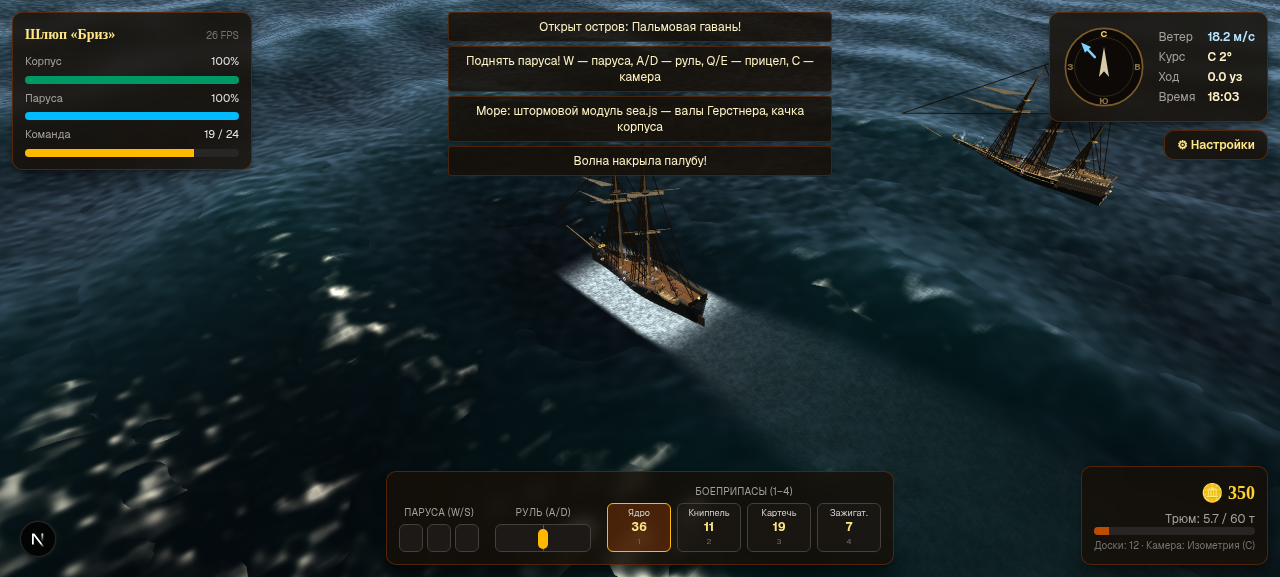 Шлюп «Бриз»
26 FPS
Корпус
100%
Паруса
100%
Команда
19 / 24
Открыт остров: Пальмовая гавань!
Поднять паруса! W — паруса, A/D — руль, Q/E — прицел, C —
камера
Море: штормовой модуль sea.js — валы Герстнера, качка
корпуса
Волна накрыла палубу!
С
З
В
Ю
Ветер
18.2 м/с
Курс
С 2°
Ход
0.0 уз
Время
18:03
⚙ Настройки
ПАРУСА (W/S)
РУЛЬ (A/D)
БОЕПРИПАСЫ (1–4)
Ядро
36
1
Книппель
11
2
Картечь
19
3
Зажигат.
7
4
350
Трюм: 5.7 / 60 т
Доски: 12 · Камера: Изометрия (C)
N